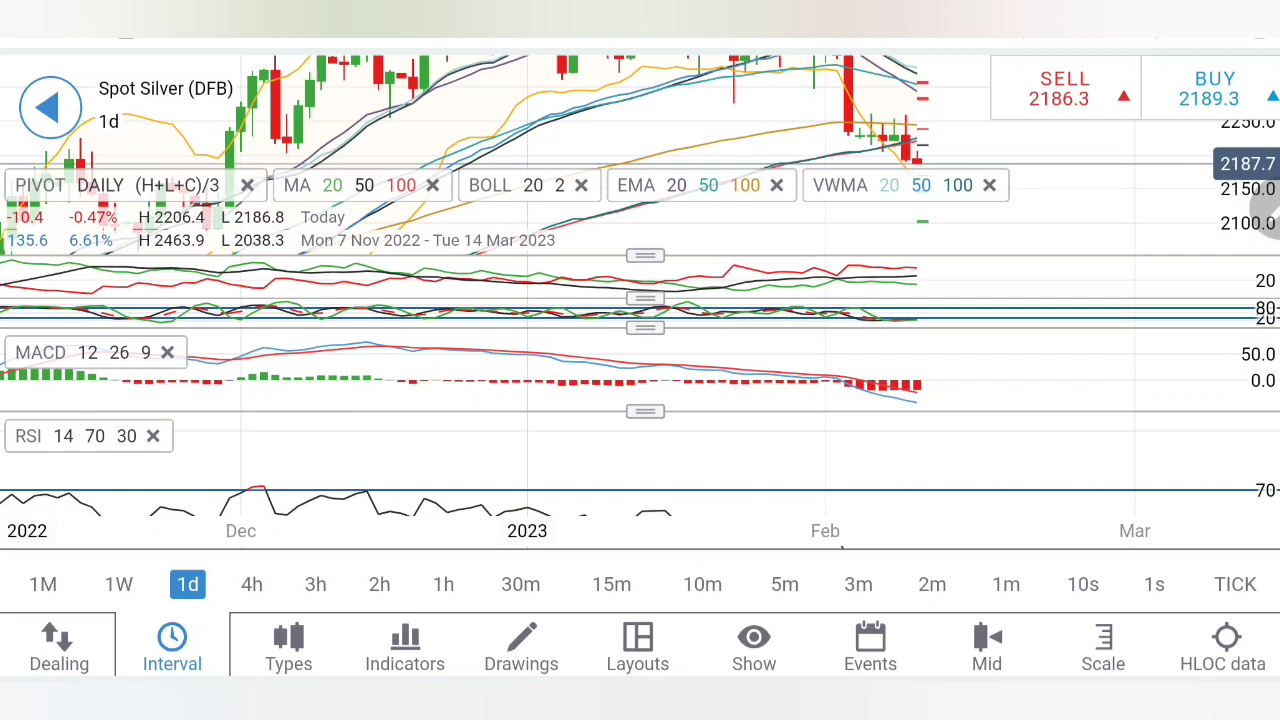 Spot Silver (DFB)
1d
SELL
2186.3
BUY
2189.3
2250.0
2187.7
2150.0
2100.0
PIVOT DAILY (H+L+C)/3
MA 20 50 100
BOLL 20 2
EMA 20 50 100
VWMA 20 50 100
-10.4 -0.47% H 2206.4 L 2186.8 Today
135.6 6.61% H 2463.9 L 2038.3 Mon 7 Nov 2022 - Tue 14 Mar 2023
20
80
20
MACD 12 26 9
50.0
0.0
RSI 14 70 30
70
2022 Dec 2023 Feb Mar
1M 1W 1d 4h 3h 2h 1h 30m 15m 10m 5m 3m 2m 1m 10s 1s TICK
Dealing Interval Types Indicators Drawings Layouts Show Events Mid Scale HLOC data